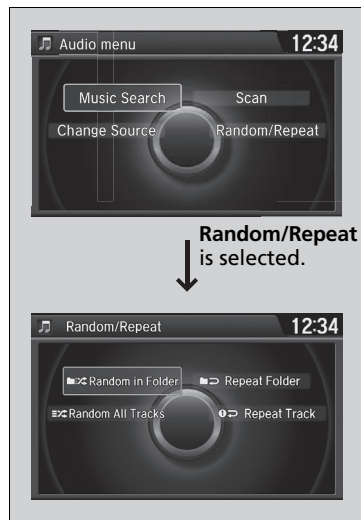 Audio menu 12:34
Music Search Scan
Change Source Random/Repeat
Random/Repeat
is selected.
Random/Repeat 12:34
Random in Folder Repeat Folder
Random All Tracks Repeat Track